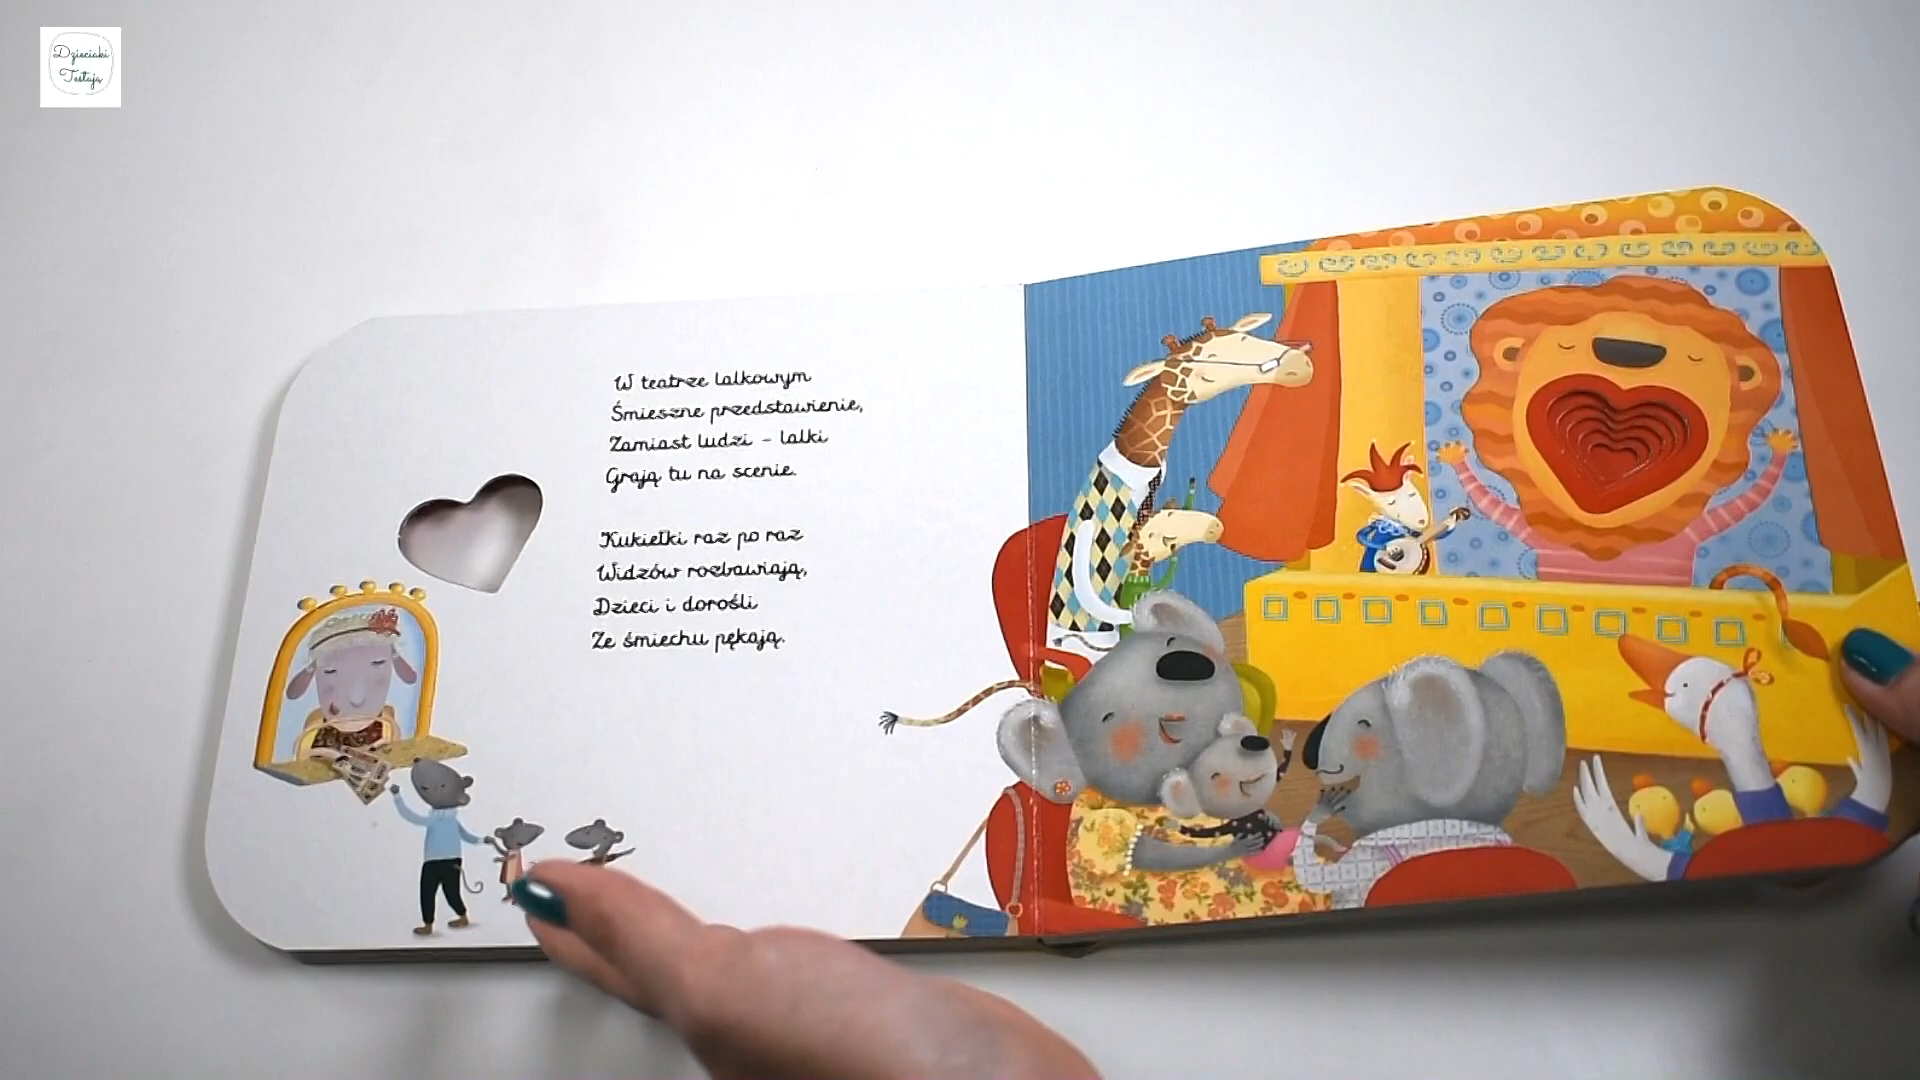 Dzieciaki
Testują
W teatrze lalkowym
Śmieszne przedstawienie,
Zamiast ludzi – lalki
Grają tu na scenie.
Kukiełki raz po raz
Widzów rozbawiają,
Dzieci i dorośli
Ze śmiechu pękają.